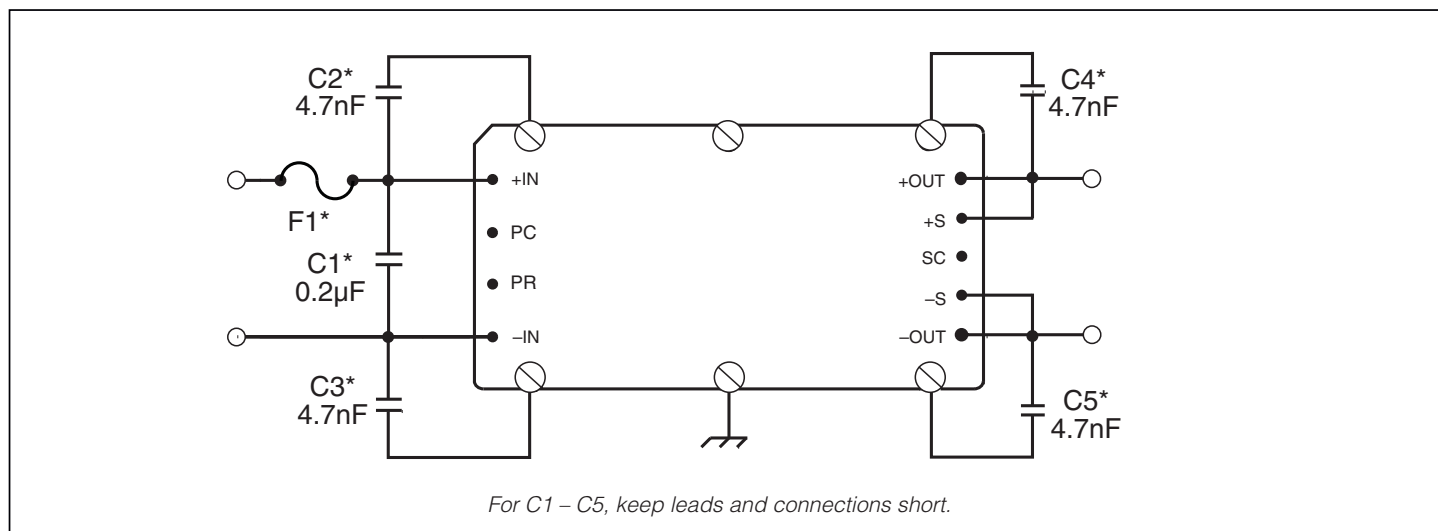 C2*
4.7nF
C4*
4.7nF
+IN
+OUT
F1*
+S
PC
C1*
0.2µF
SC
PR
–S
–IN
–OUT
C3*
4.7nF
C5*
4.7nF
For C1 – C5, keep leads and connections short.